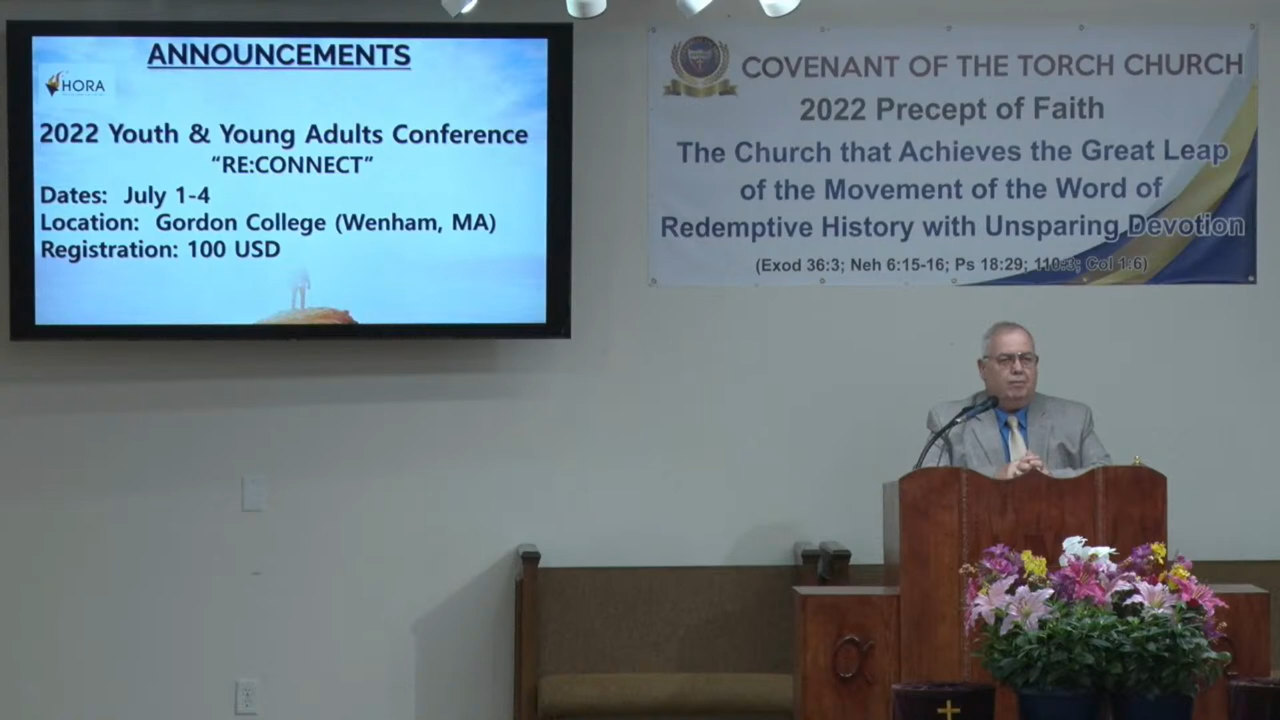 ANNOUNCEMENTS
HORA
2022 Youth & Young Adults Conference
“RE:CONNECT”
Dates: July 1-4
Location: Gordon College (Wenham, MA)
Registration: 100 USD
COVENANT OF THE TORCH CHURCH
2022 Precept of Faith
The Church that Achieves the Great Leap
of the Movement of the Word of
Redemptive History with Unsparing Devotion
(Exod 36:3; Neh 6:15-16; Ps 18:29; 110:3; Col 1:6)
α